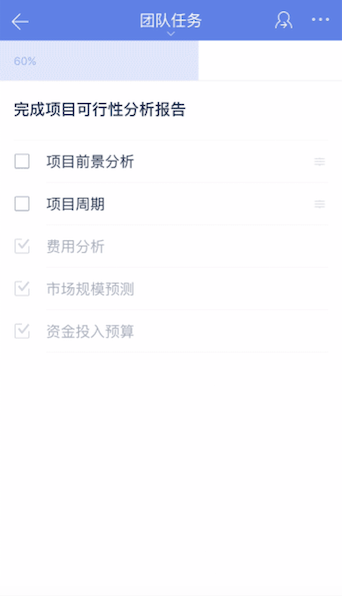 团队任务
60%
完成项目可行性分析报告
项目前景分析
项目周期
费用分析
市场规模预测
资金投入预算